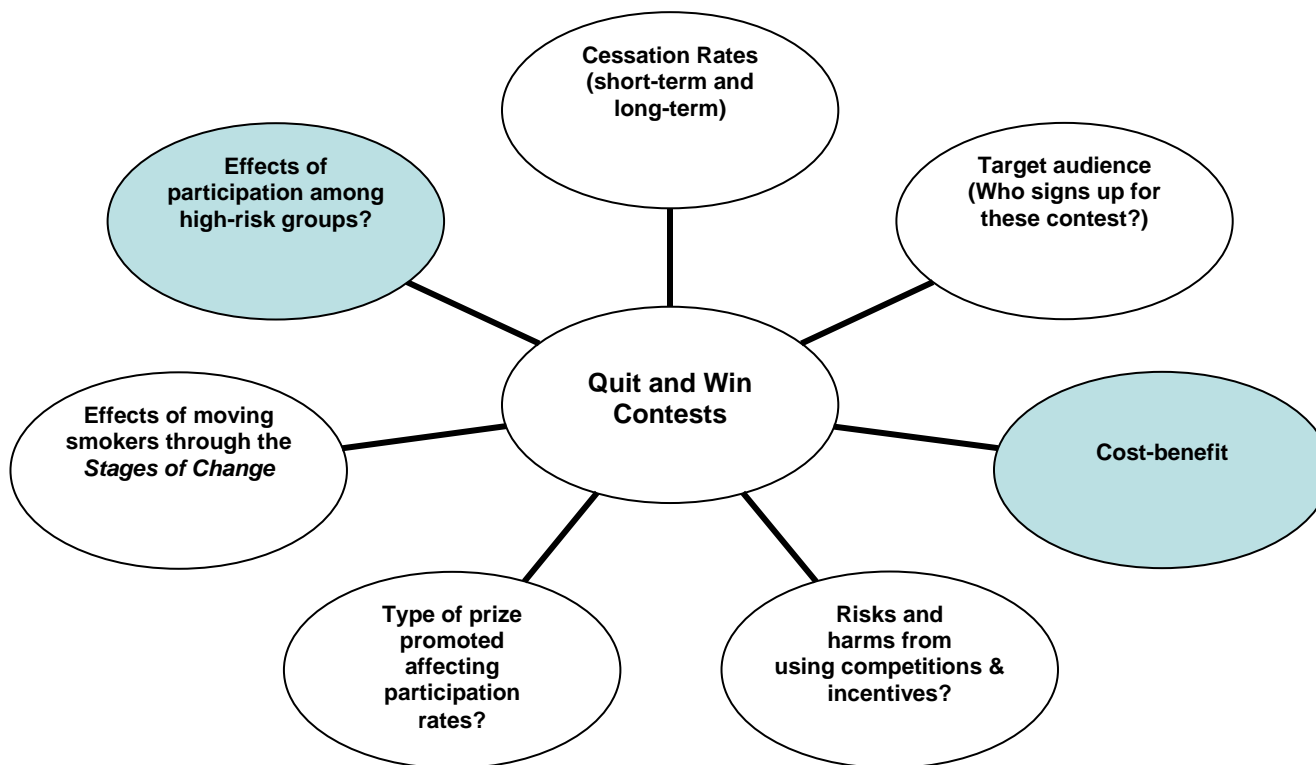 Cessation Rates
(short-term and
long-term)
Effects of
participation among
high-risk groups?
Target audience
(Who signs up for
these contest?)
Quit and Win
Contests
Effects of moving
smokers through the
Stages of Change
Cost-benefit
Type of prize
promoted
affecting
participation
rates?
Risks and
harms from
using competitions &
incentives?